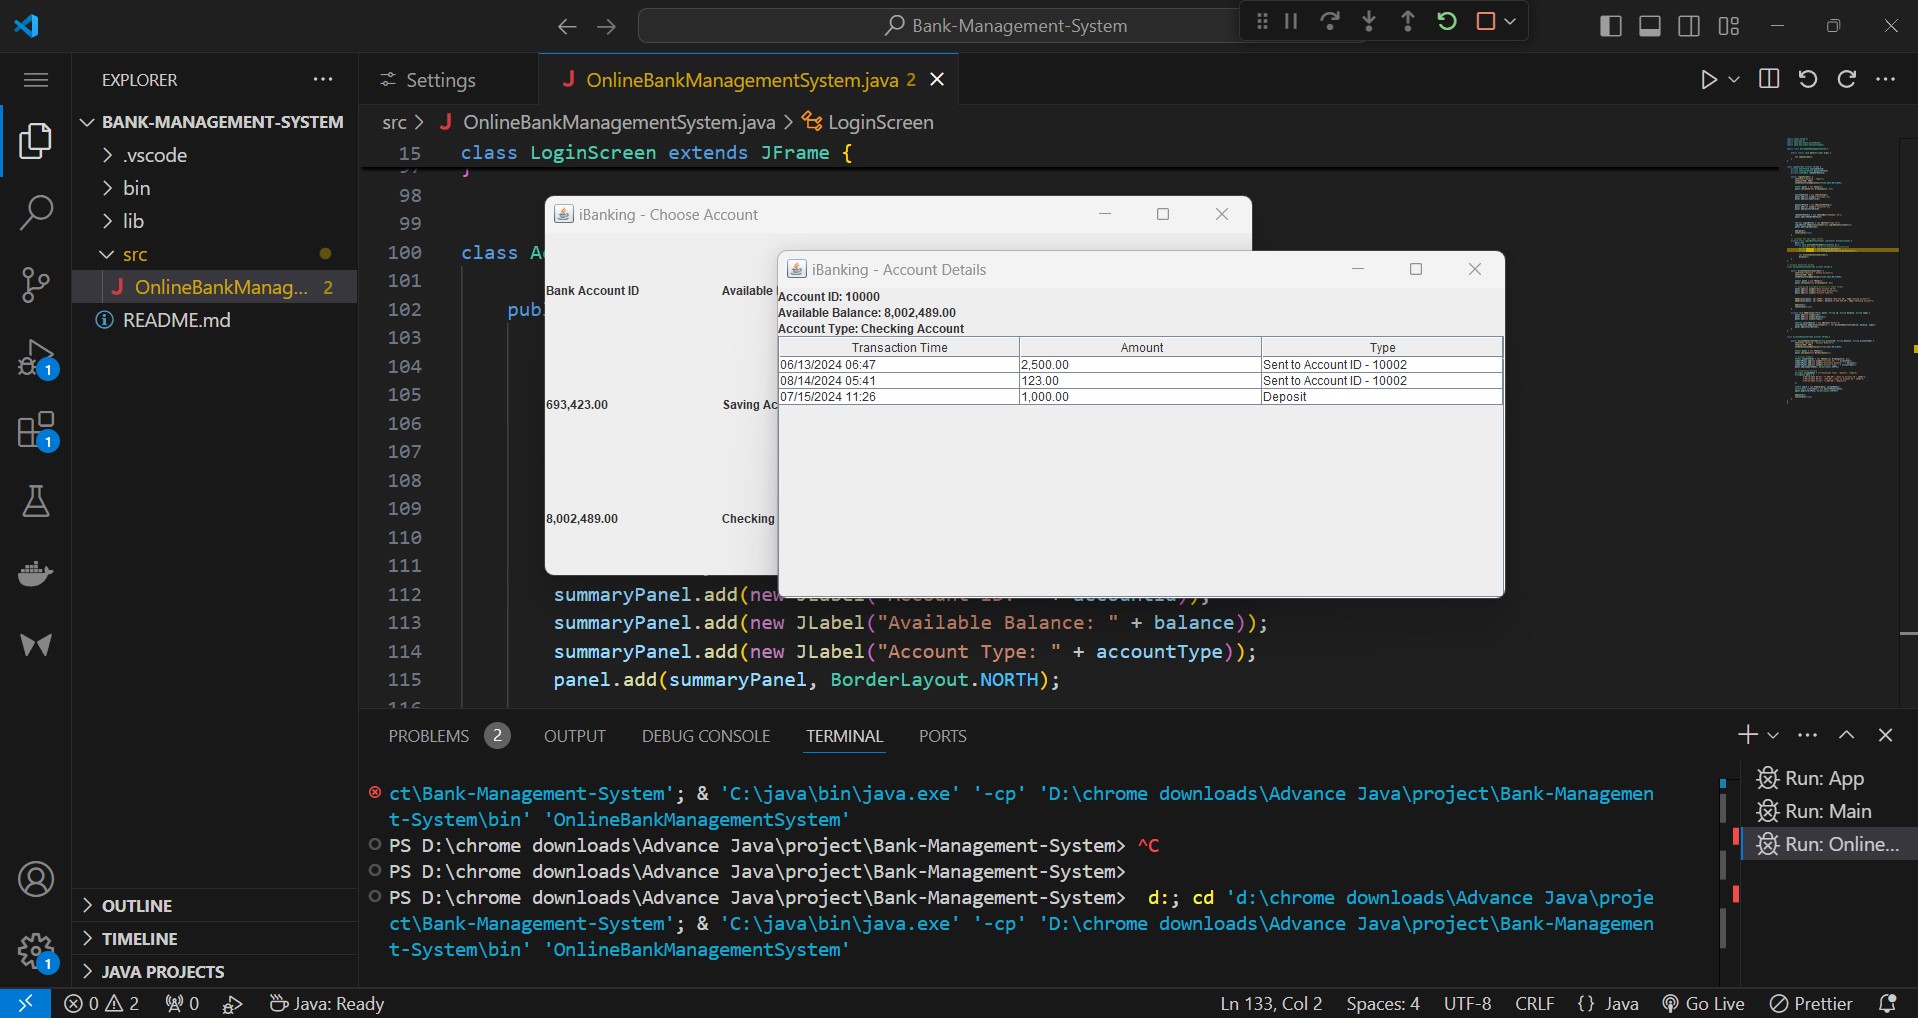 Bank-Management-System
EXPLORER
BANK-MANAGEMENT-SYSTEM
.vscode
bin
lib
src
OnlineBankManag... 2
README.md
OUTLINE
TIMELINE
JAVA PROJECTS
Settings
OnlineBankManagementSystem.java 2
src > OnlineBankManagementSystem.java > LoginScreen
15 class LoginScreen extends JFrame {
98
99
100 class A
101
102 publ
103
104
105
106
107
108
109
110
111
112 summaryPanel.add(new
113 summaryPanel.add(new JLabel("Available Balance: " + balance));
114 summaryPanel.add(new JLabel("Account Type: " + accountType));
115 panel.add(summaryPanel, BorderLayout.NORTH);
116
iBanking - Choose Account
Bank Account ID Available
693,423.00 Saving Ac
8,002,489.00 Checking
iBanking - Account Details
Account ID: 10000
Available Balance: 8,002,489.00
Account Type: Checking Account
Transaction Time Amount Type
06/13/2024 06:47 2,500.00 Sent to Account ID - 10002
08/14/2024 05:41 123.00 Sent to Account ID - 10002
07/15/2024 11:26 1,000.00 Deposit
PROBLEMS 2 OUTPUT DEBUG CONSOLE TERMINAL PORTS
ct\Bank-Management-System'; & 'C:\java\bin\java.exe' '-cp' 'D:\chrome downloads\Advance Java\project\Bank-Managemen
t-System\bin' 'OnlineBankManagementSystem'
PS D:\chrome downloads\Advance Java\project\Bank-Management-System> ^C
PS D:\chrome downloads\Advance Java\project\Bank-Management-System>
PS D:\chrome downloads\Advance Java\project\Bank-Management-System> d:; cd 'd:\chrome downloads\Advance Java\proje
ct\Bank-Management-System'; & 'C:\java\bin\java.exe' '-cp' 'D:\chrome downloads\Advance Java\project\Bank-Managemen
t-System\bin' 'OnlineBankManagementSystem'
Run: App
Run: Main
Run: Online...
1
1
1
0 2 0 Java: Ready
Ln 133, Col 2 Spaces: 4 UTF-8 CRLF {} Java Go Live Prettier